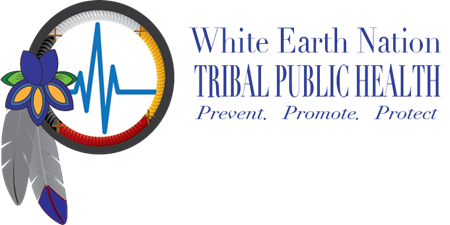 White Earth Nation
TRIBAL PUBLIC HEALTH
Prevent. Promote. Protect